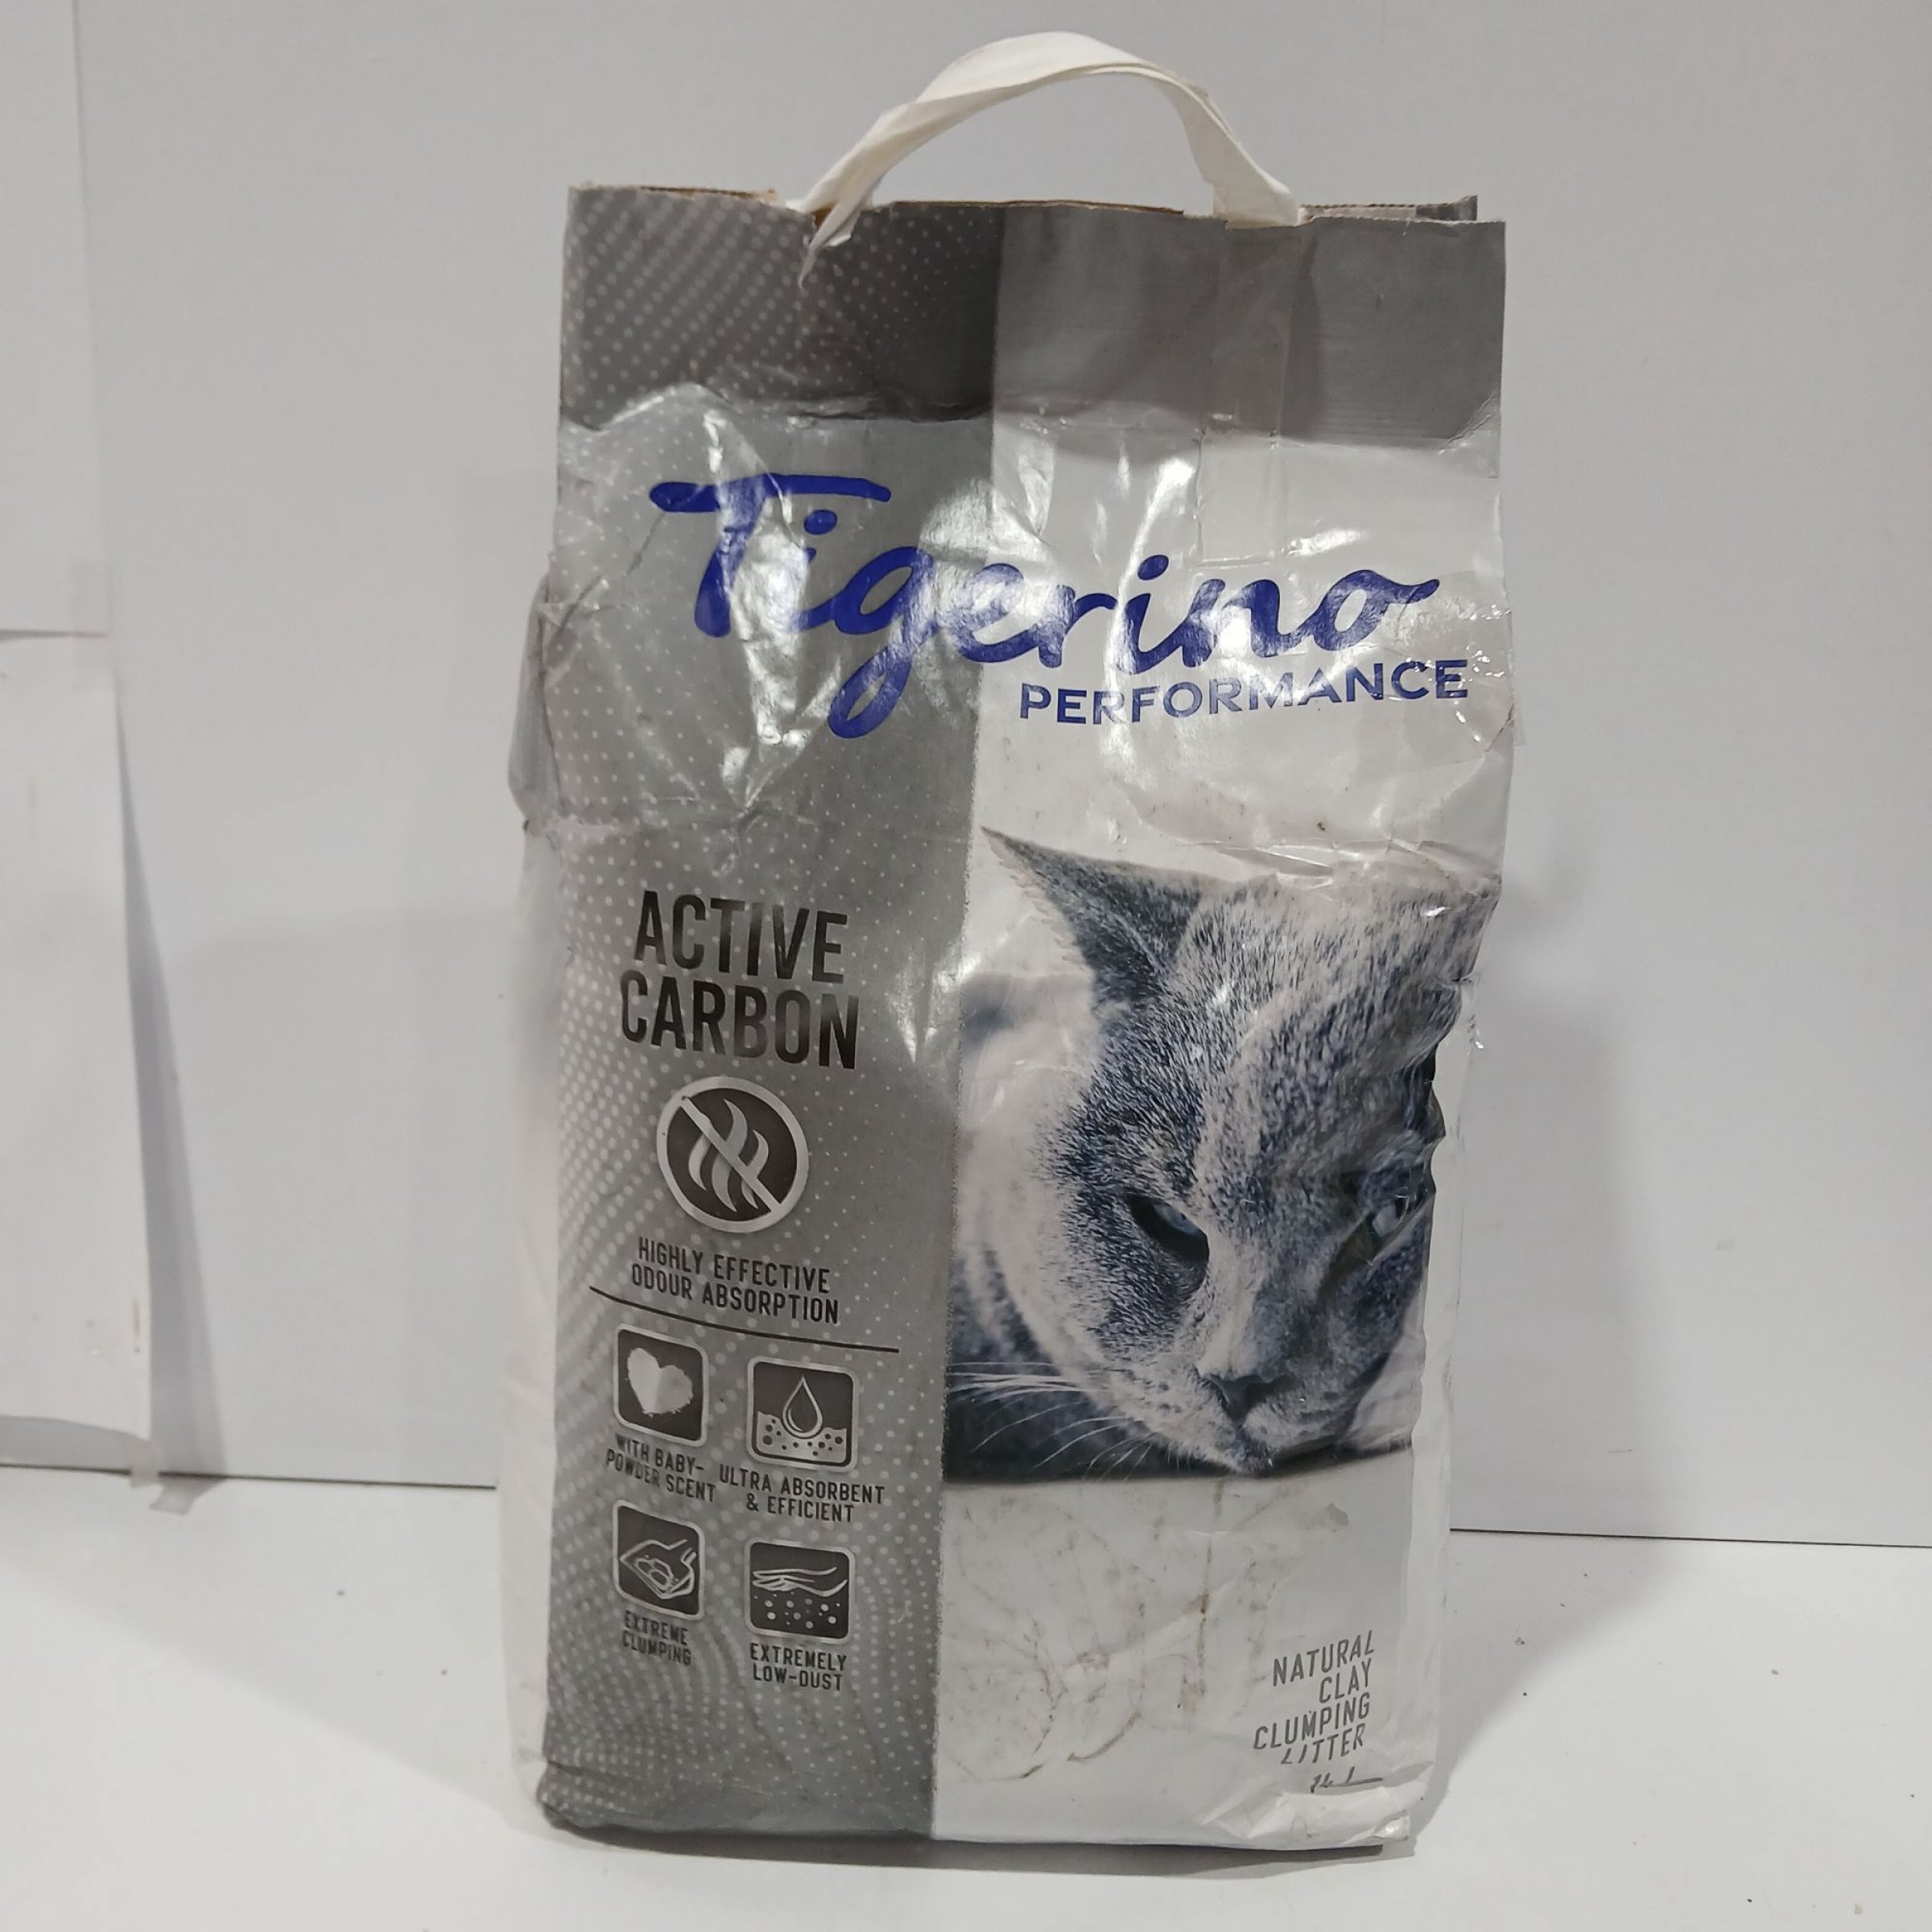 Tigerino
PERFORMANCE
ACTIVE
CARBON
HIGHLY EFFECTIVE
ODOUR ABSORPTION
WITH BABY-
POWDER SCENT
ULTRA ABSORBENT
& EFFICIENT
EXTREME
CLUMPING
EXTREMELY
LOW-DUST
NATURAL
CLAY
CLUMPING
LITTER